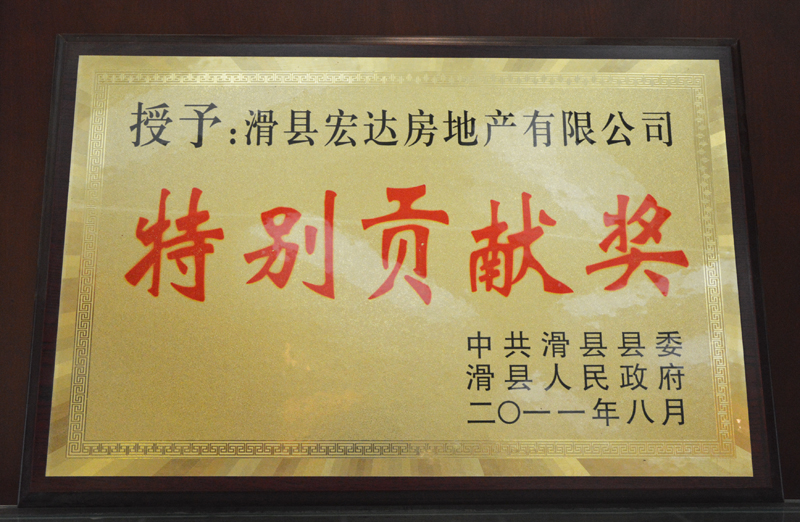 授予:滑县宏达房地产有限公司
特别贡献奖
中共滑县县委
滑县人民政府
二〇一一年八月